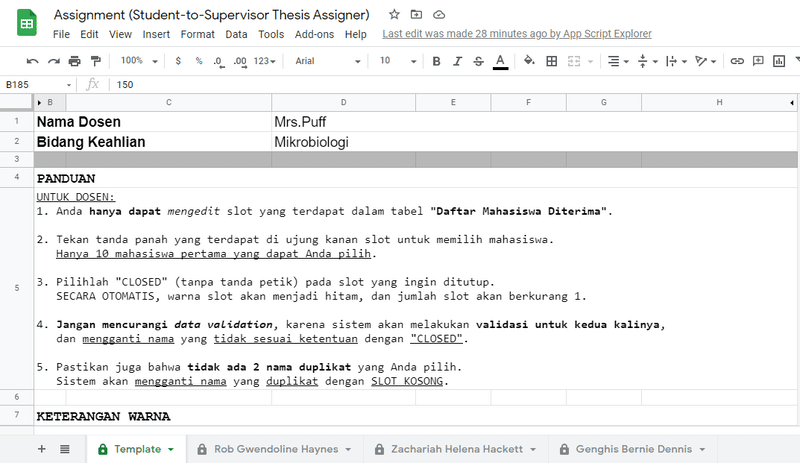 Assignment (Student-to-Supervisor Thesis Assigner)
File Edit View Insert Format Data Tools Add-ons Help Last edit was made 28 minutes ago by App Script Explorer
100% $ % .0 .00 123 Arial 10 B I S A
B185 fx 150
B C D E F G H
1 Nama Dosen Mrs.Puff
2 Bidang Keahlian Mikrobiologi
3
4 PANDUAN
UNTUK DOSEN:
1. Anda hanya dapat mengedit slot yang terdapat dalam tabel "Daftar Mahasiswa Diterima".
2. Tekan tanda panah yang terdapat di ujung kanan slot untuk memilih mahasiswa.
Hanya 10 mahasiswa pertama yang dapat Anda pilih.
3. Pilihlah "CLOSED" (tanpa tanda petik) pada slot yang ingin ditutup.
5 SECARA OTOMATIS, warna slot akan menjadi hitam, dan jumlah slot akan berkurang 1.
4. Jangan mencurangi data validation, karena sistem akan melakukan validasi untuk kedua kalinya,
dan mengganti nama yang tidak sesuai ketentuan dengan "CLOSED".
5. Pastikan juga bahwa tidak ada 2 nama duplikat yang Anda pilih.
Sistem akan mengganti nama yang duplikat dengan SLOT KOSONG.
6
7 KETERANGAN WARNA
Template Rob Gwendoline Haynes Zachariah Helena Hackett Genghis Bernie Dennis